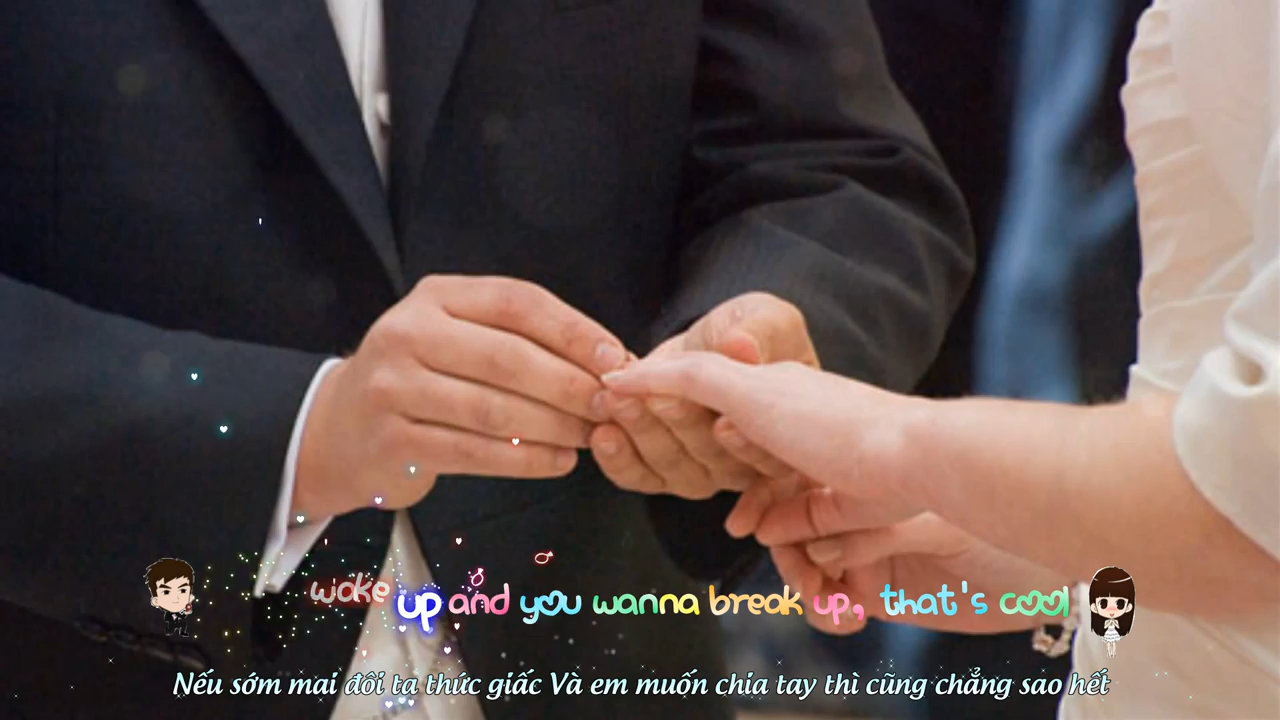 woke up and you wanna break up, that's cool
Nếu sớm mai đôi ta thức giấc Và em muốn chia tay thì cũng chẳng sao hết